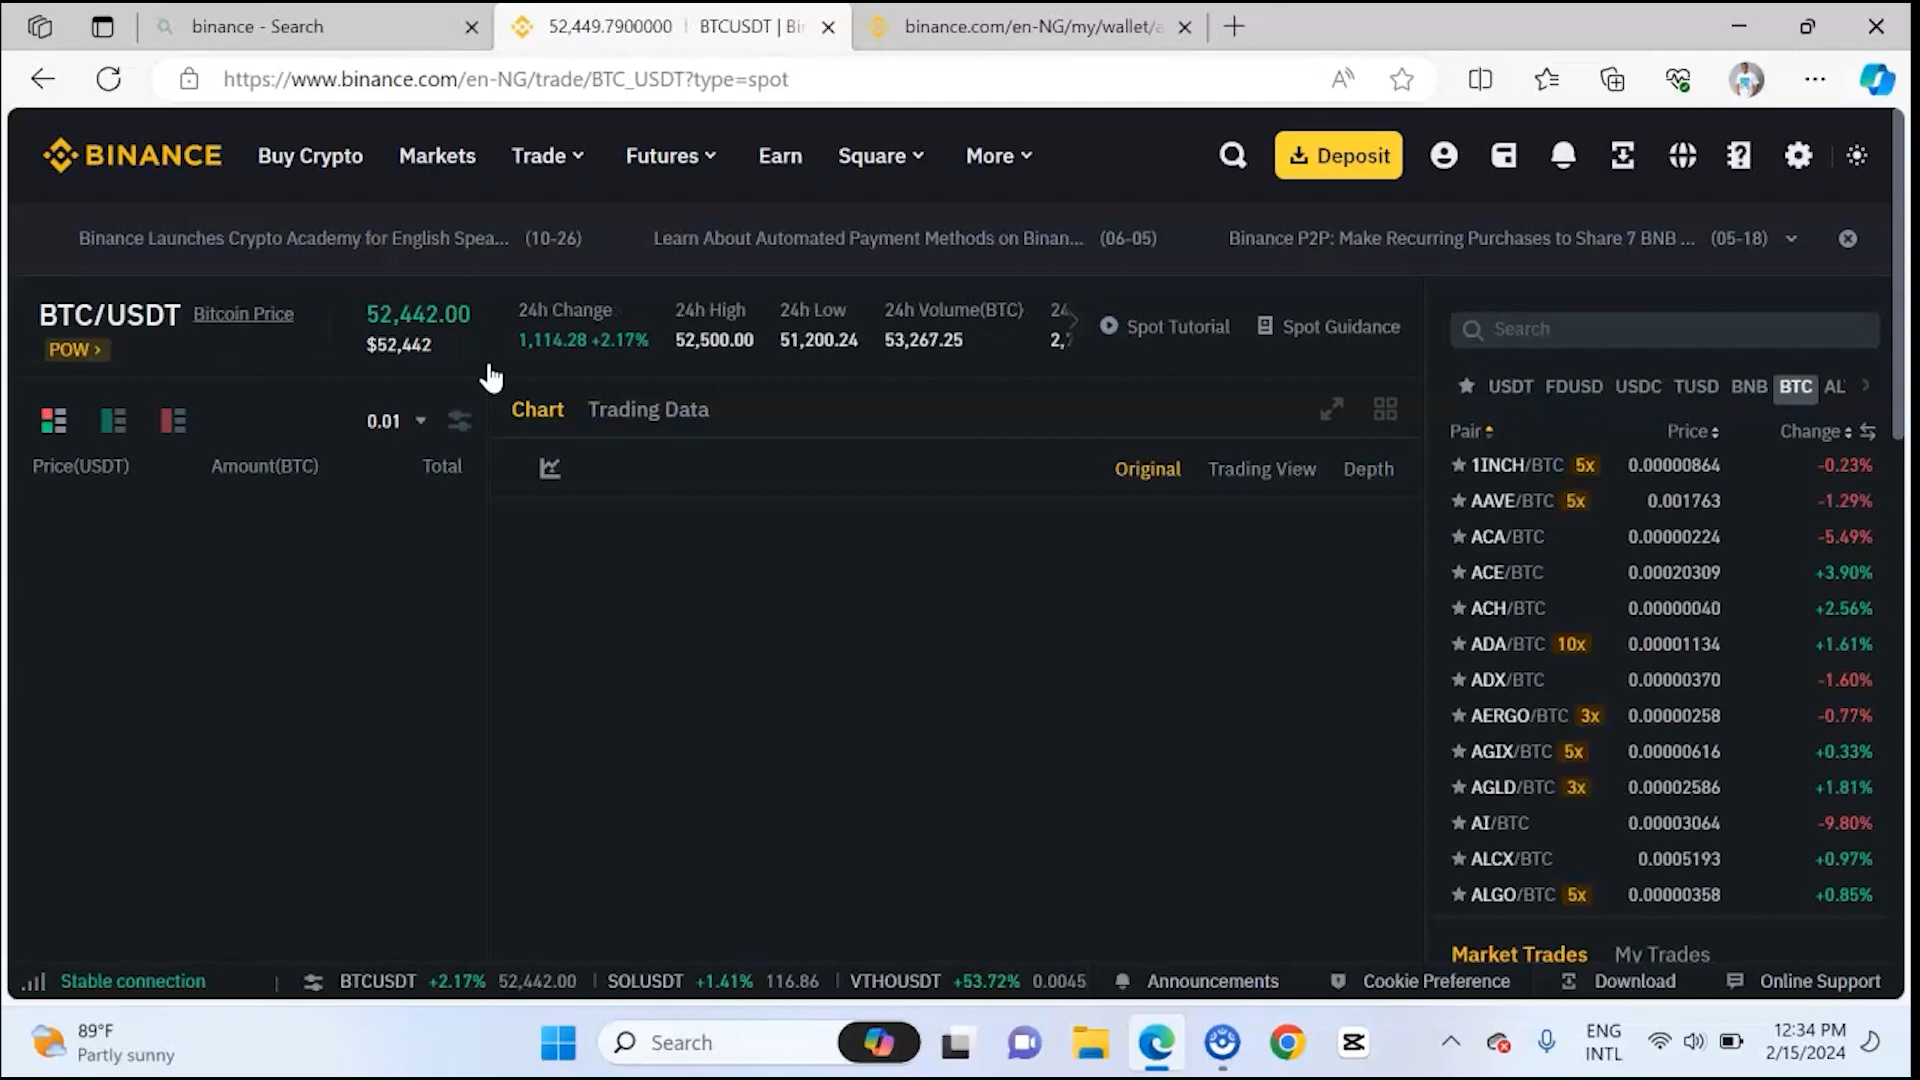 binance - Search
52,449.7900000 | BTCUSDT | Bin
binance.com/en-NG/my/wallet/a
https://www.binance.com/en-NG/trade/BTC_USDT?type=spot
BINANCE Buy Crypto Markets Trade Futures Earn Square More Deposit
Binance Launches Crypto Academy for English Spea... (10-26) Learn About Automated Payment Methods on Binan... (06-05) Binance P2P: Make Recurring Purchases to Share 7 BNB ... (05-18)
BTC/USDT Bitcoin Price 52,442.00 24h Change 24h High 24h Low 24h Volume(BTC) 24 Spot Tutorial Spot Guidance
POW > $52,442 1,114.28 +2.17% 52,500.00 51,200.24 53,267.25 2,
Search
USDT FDUSD USDC TUSD BNB BTC AL
0.01 Chart Trading Data
Price(USDT) Amount(BTC) Total
Original Trading View Depth
Pair Price Change
1INCH/BTC 5x 0.00000864 -0.23%
AAVE/BTC 5x 0.001763 -1.29%
ACA/BTC 0.00000224 -5.49%
ACE/BTC 0.00020309 +3.90%
ACH/BTC 0.00000040 +2.56%
ADA/BTC 10x 0.00001134 +1.61%
ADX/BTC 0.00000370 -1.60%
AERGO/BTC 3x 0.00000258 -0.77%
AGIX/BTC 5x 0.00000616 +0.33%
AGLD/BTC 3x 0.00002586 +1.81%
AI/BTC 0.00003064 -9.80%
ALCX/BTC 0.0005193 +0.97%
ALGO/BTC 5x 0.00000358 +0.85%
Market Trades My Trades
Stable connection BTCUSDT +2.17% 52,442.00 | SOLUSDT +1.41% 116.86 | VTHOUSDT +53.72% 0.0045 Announcements Cookie Preference Download Online Support
89°F
Partly sunny
Search
ENG
INTL
12:34 PM
2/15/2024